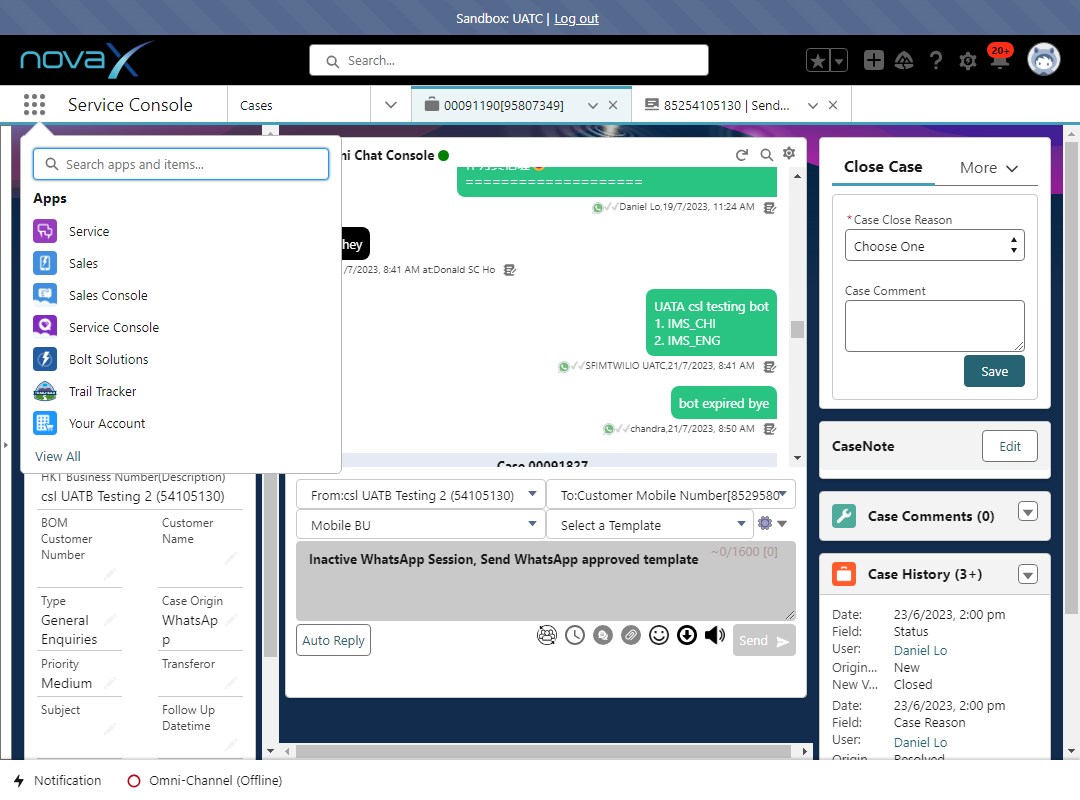 Sandbox: UATC | Log out
novaX
Search...
20+
Service Console
Cases
00091190[95807349]
85254105130 | Send...
Search apps and items...
Apps
Service
Sales
Sales Console
Service Console
Bolt Solutions
Trail Tracker
Your Account
View All
HKT Business Number(Description)
csl UATB Testing 2 (54105130)
BOM Customer Number
Customer Name
Type
General Enquiries
Case Origin
WhatsApp
Priority
Medium
Transferor
Subject
Follow Up Datetime
ni Chat Console
=====================
Daniel Lo,19/7/2023, 11:24 AM
hey
/7/2023, 8:41 AM at:Donald SC Ho
UATA csl testing bot
1. IMS_CHI
2. IMS_ENG
SFIMTWILIO UATC,21/7/2023, 8:41 AM
bot expired bye
chandra,21/7/2023, 8:50 AM
Case 00091827
From:csl UATB Testing 2 (54105130)
To:Customer Mobile Number[8529580
Mobile BU
Select a Template
~0/1600 [0]
Inactive WhatsApp Session, Send WhatsApp approved template
Auto Reply
Send
Close Case
More
*Case Close Reason
Choose One
Case Comment
Save
CaseNote
Edit
Case Comments (0)
Case History (3+)
Date: 23/6/2023, 2:00 pm
Field: Status
User: Daniel Lo
Origin... New
New V... Closed
Date: 23/6/2023, 2:00 pm
Field: Case Reason
User: Daniel Lo
Origin Resolved
Notification
Omni-Channel (Offline)